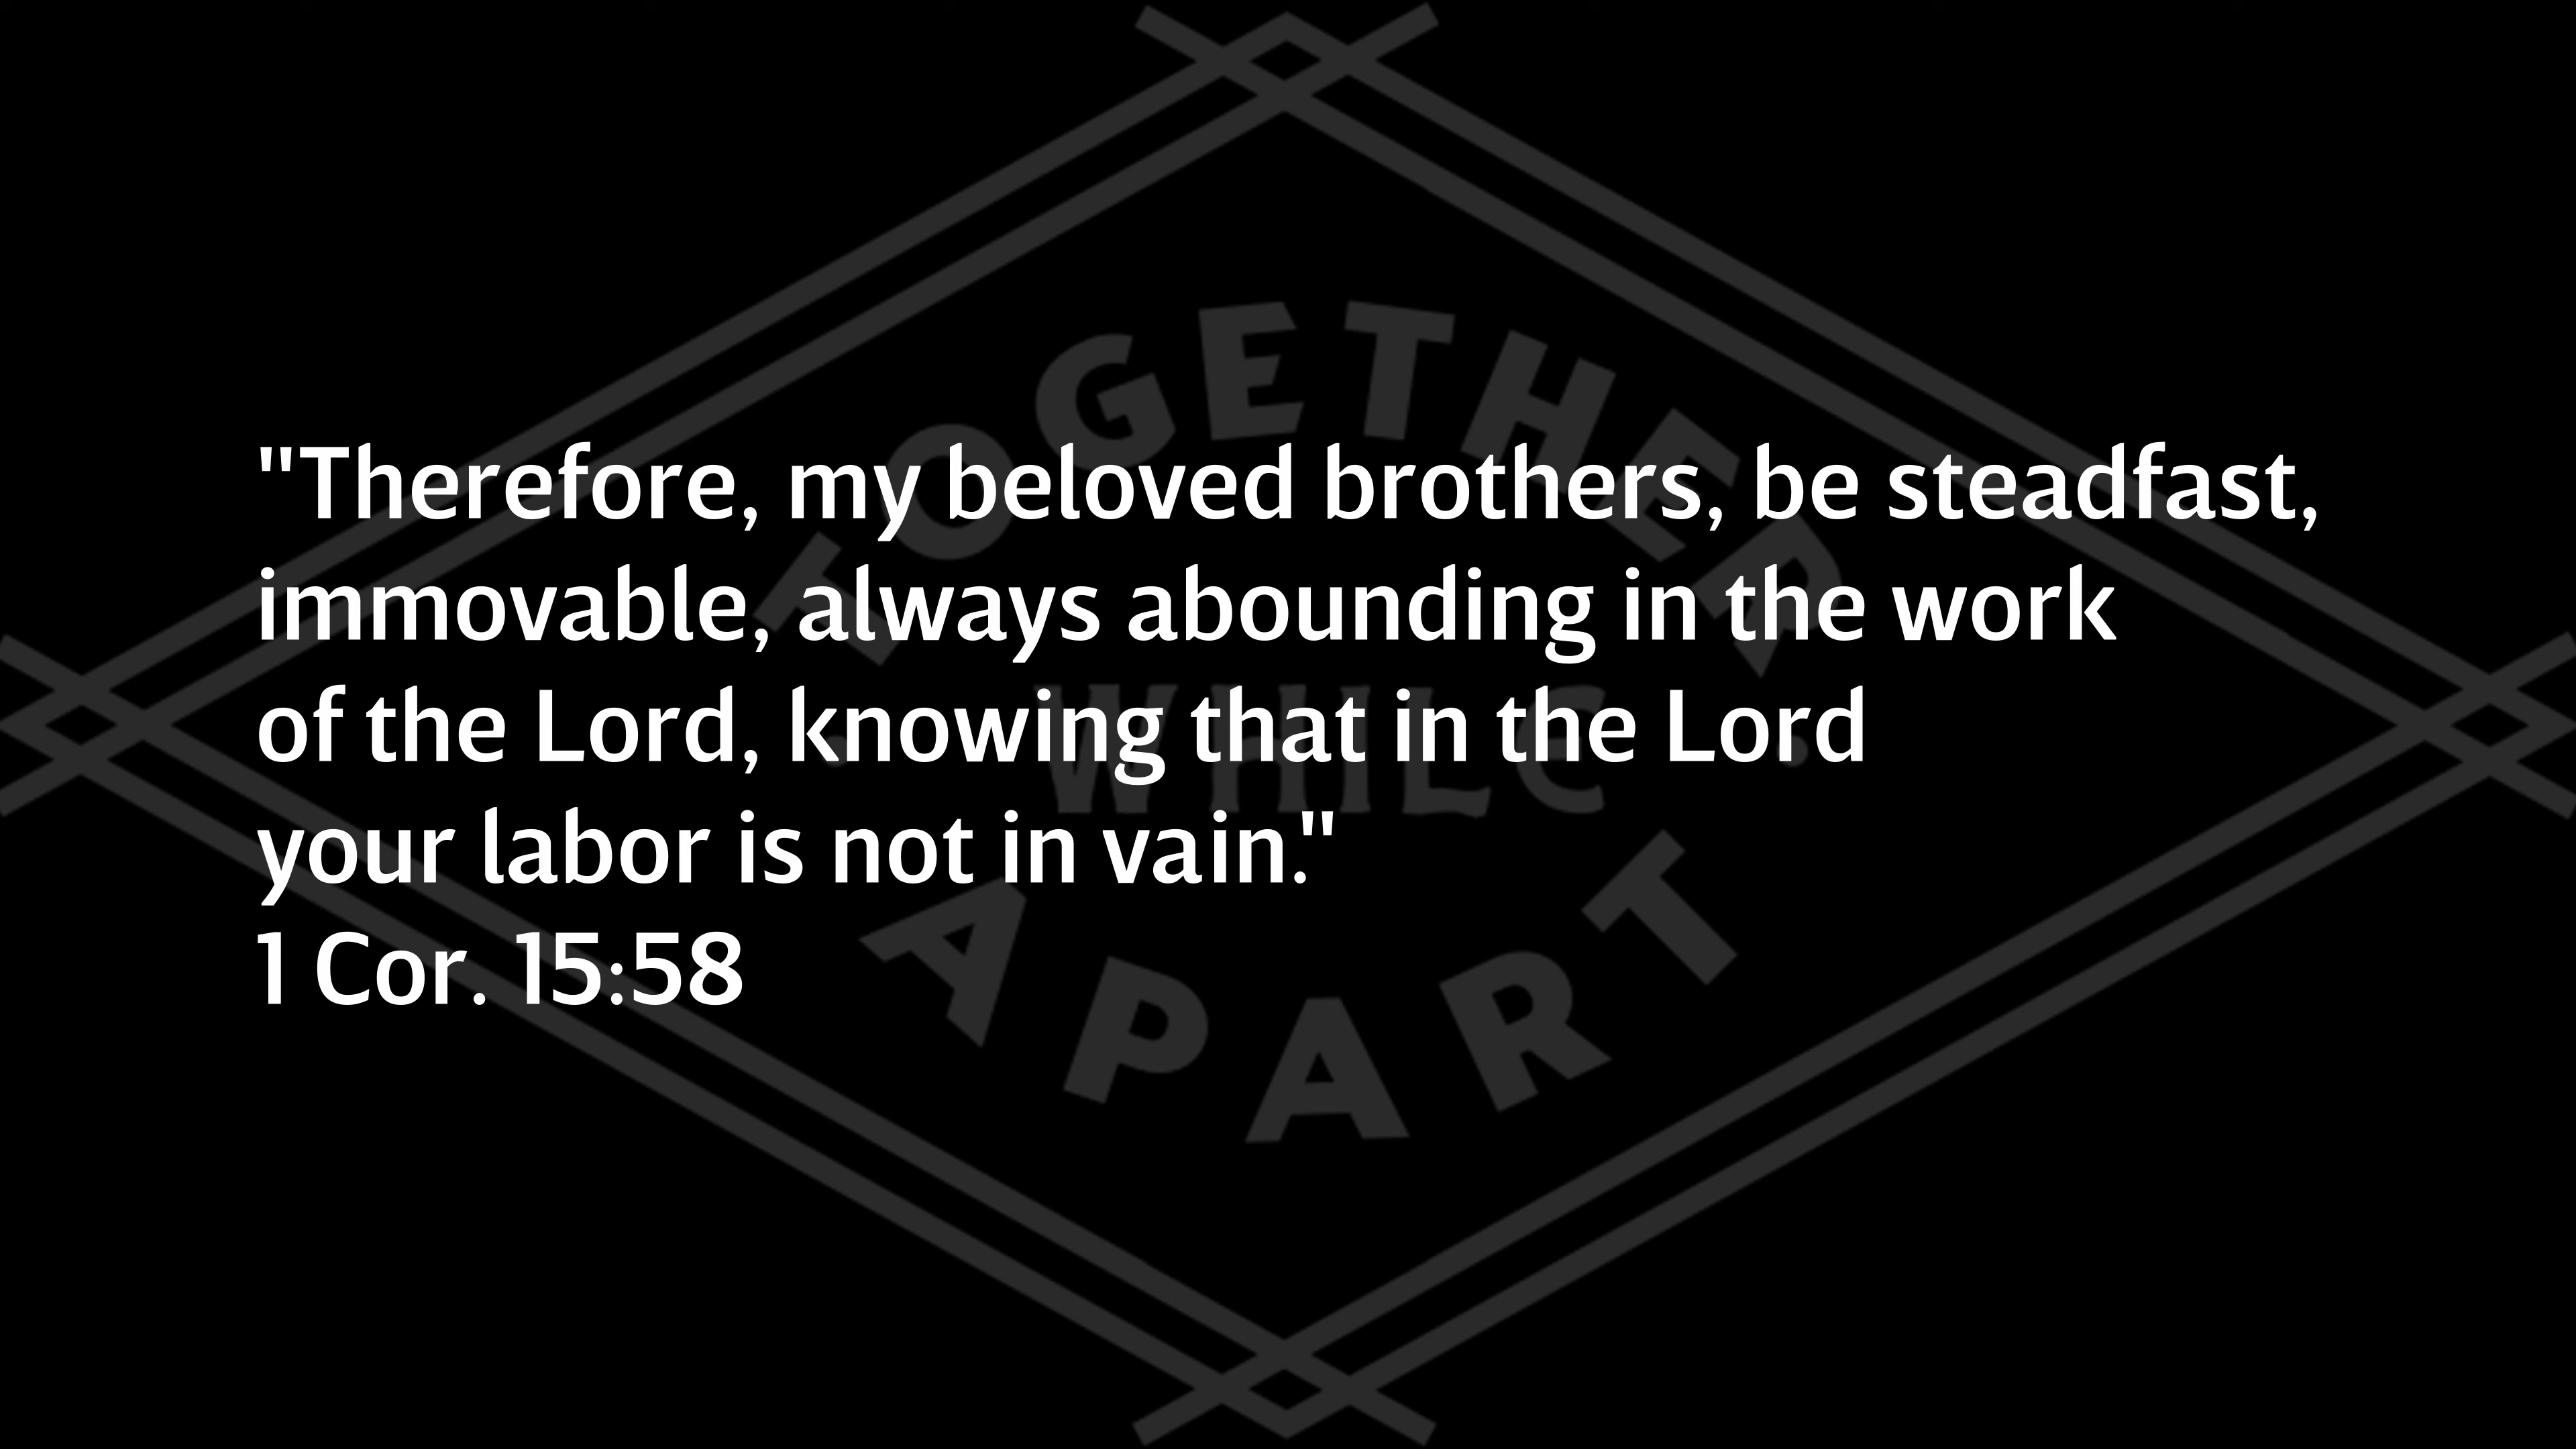 "Therefore, my beloved brothers, be steadfast,
immovable, always abounding in the work
of the Lord, knowing that in the Lord
your labor is not in vain."
1 Cor. 15:58
TOGETHER
WHILE
APART